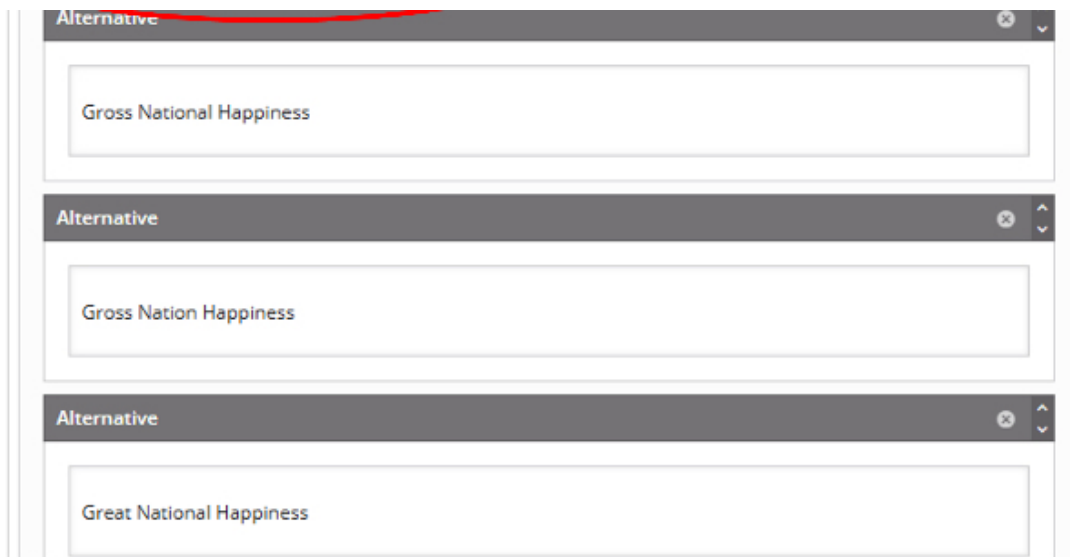 Alternative
Gross National Happiness
Alternative
Gross Nation Happiness
Alternative
Great National Happiness